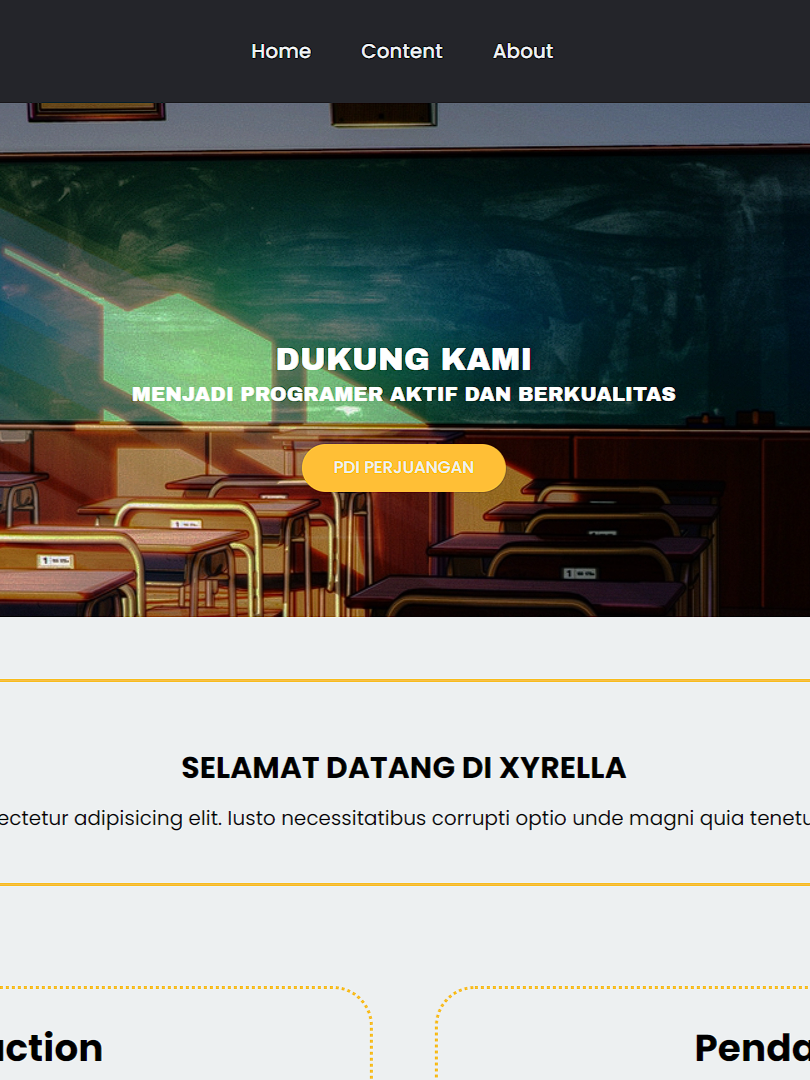 Home Content About
DUKUNG KAMI
MENJADI PROGRAMER AKTIF DAN BERKUALITAS
PDI PERJUANGAN
SELAMAT DATANG DI XYRELLA
ectetur adipisicing elit. Iusto necessitatibus corrupti optio unde magni quia tenetu
uction Penda